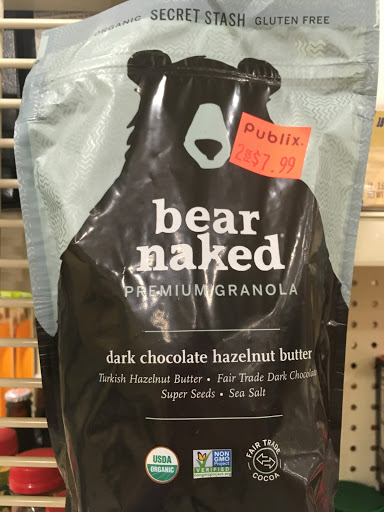 ORGANIC SECRET STASH GLUTEN FREE
Publix.
2 $7.99
bear
naked
PREMIUM GRANOLA
dark chocolate hazelnut butter
Turkish Hazelnut Butter • Fair Trade Dark Chocolate
Super Seeds • Sea Salt
USDA
ORGANIC
NON
GMO
Project
VERIFIED
FAIR TRADE
COCOA